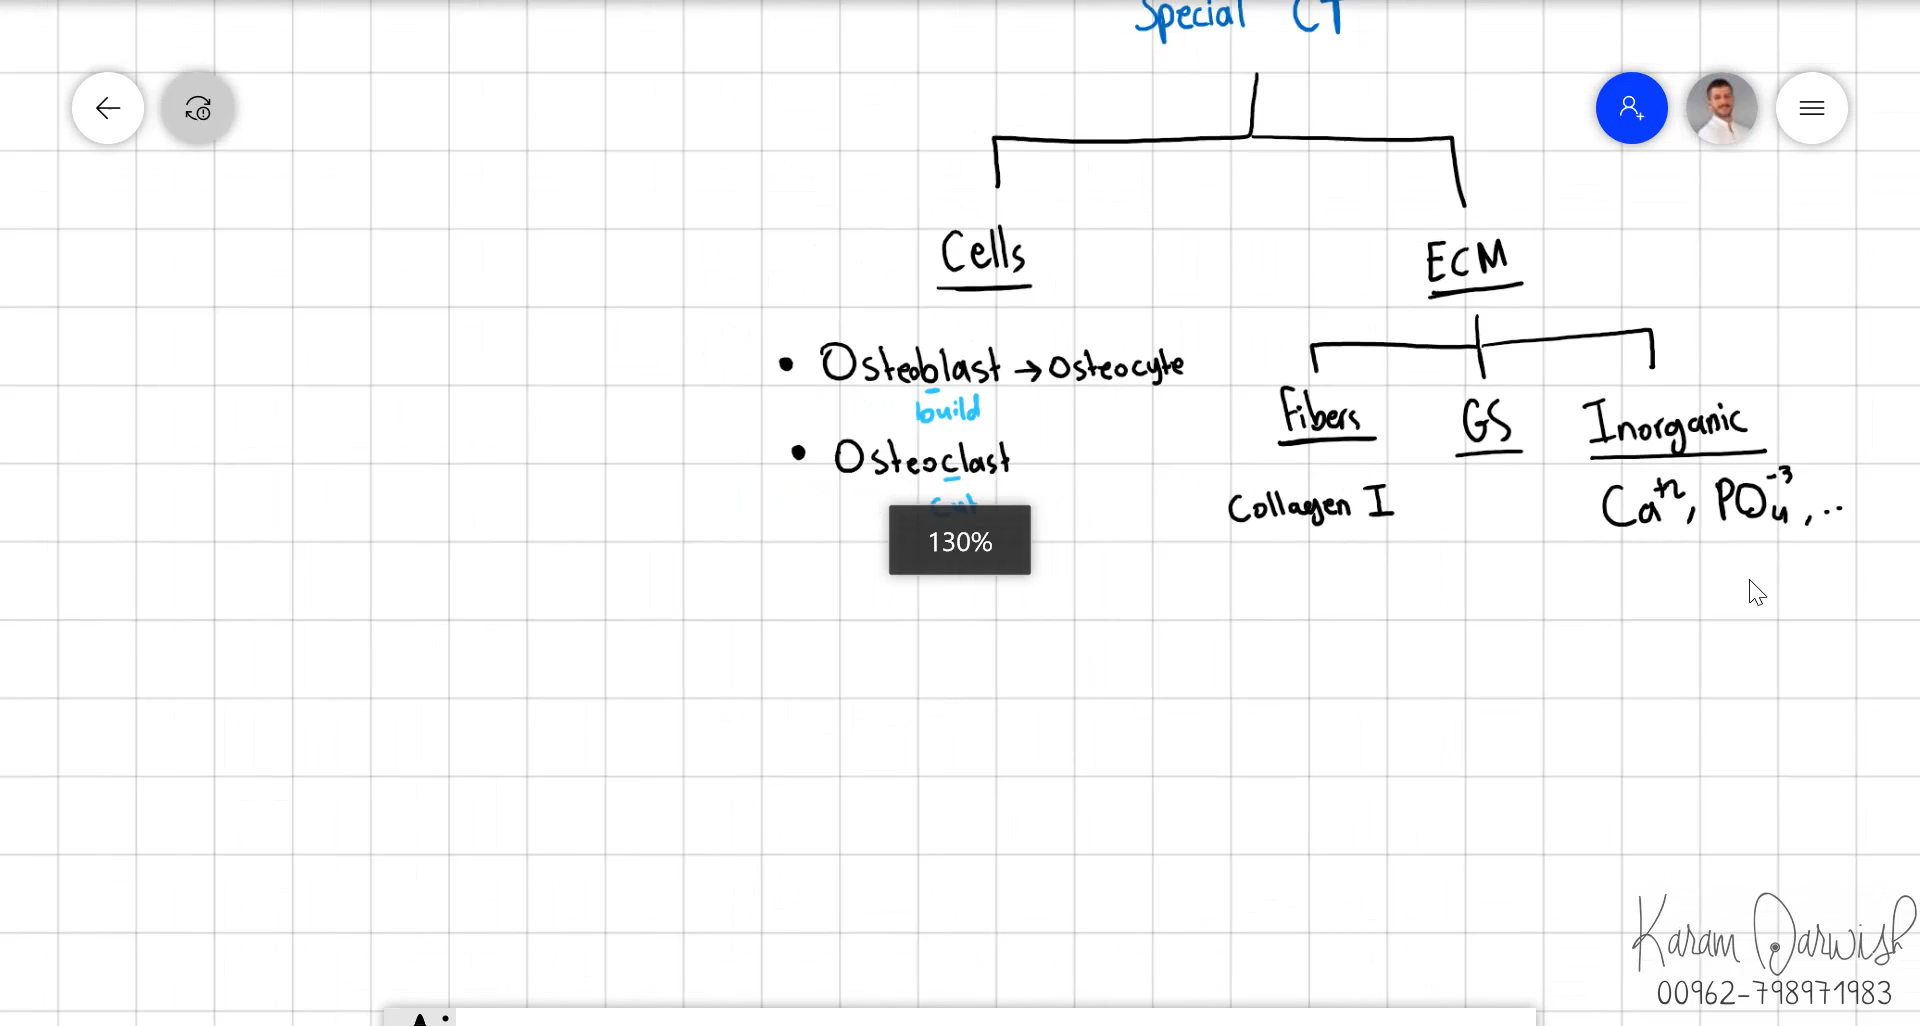 Special CT
Cells
ECM
• Osteoblast → Osteocyte
build
• Osteoclast
cut
Fibers
GS
Inorganic
Collagen I
Ca⁺², PO₄⁻³, ..
130%
Karam Darwish
00962-798971983